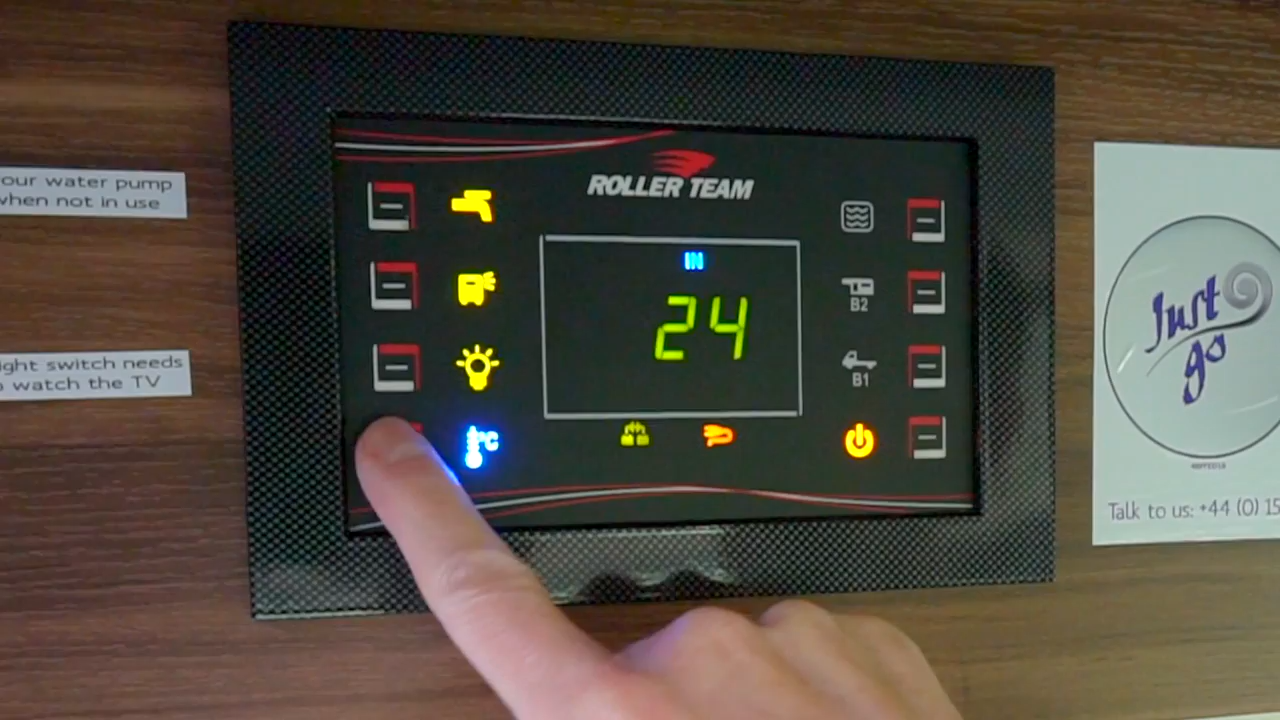 our water pump
when not in use
ight switch needs
o watch the TV
ROLLER TEAM
IN
24
°C
B2
B1
Just
go
Talk to us: +44 (0) 15